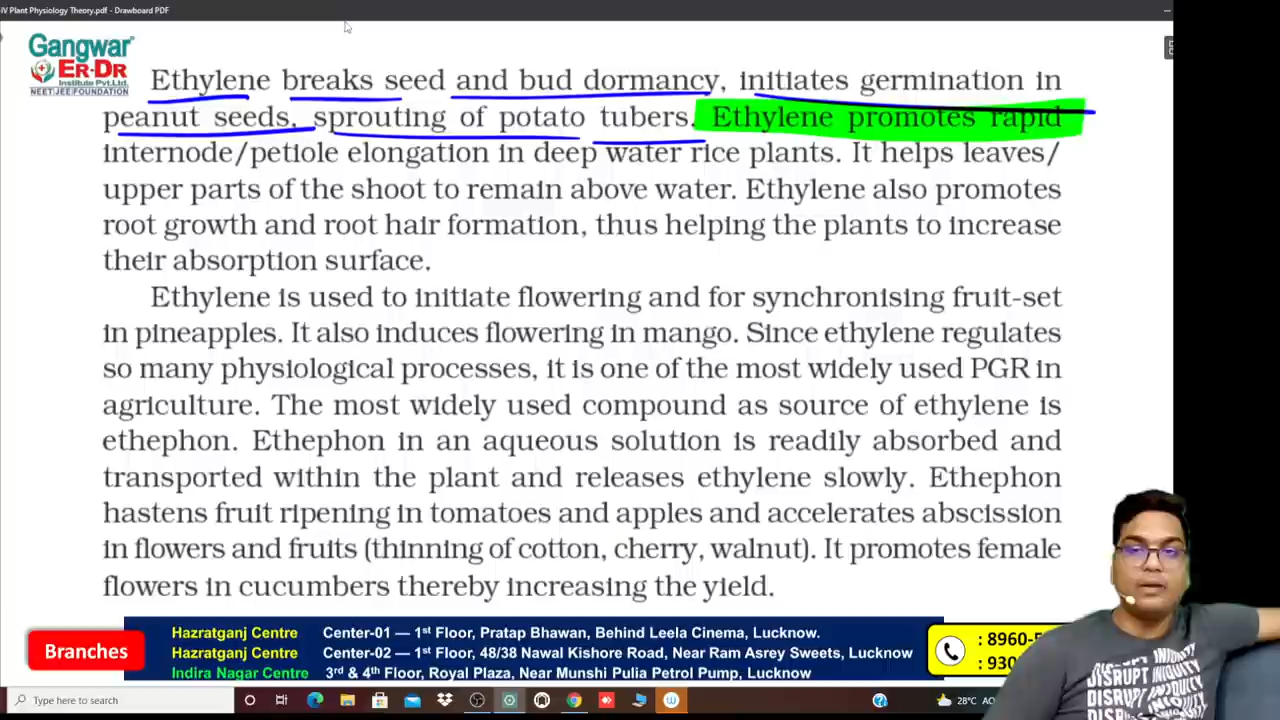 IV Plant Physiology Theory.pdf - Drawboard PDF
Gangwar
ER-DR
Institute Pvt.Ltd.
NEET JEE FOUNDATION
Ethylene breaks seed and bud dormancy, initiates germination in
peanut seeds, sprouting of potato tubers. Ethylene promotes rapid
internode/petiole elongation in deep water rice plants. It helps leaves/
upper parts of the shoot to remain above water. Ethylene also promotes
root growth and root hair formation, thus helping the plants to increase
their absorption surface.
Ethylene is used to initiate flowering and for synchronising fruit-set
in pineapples. It also induces flowering in mango. Since ethylene regulates
so many physiological processes, it is one of the most widely used PGR in
agriculture. The most widely used compound as source of ethylene is
ethephon. Ethephon in an aqueous solution is readily absorbed and
transported within the plant and releases ethylene slowly. Ethephon
hastens fruit ripening in tomatoes and apples and accelerates abscission
in flowers and fruits (thinning of cotton, cherry, walnut). It promotes female
flowers in cucumbers thereby increasing the yield.
Branches
Hazratganj Centre Center-01 — 1st Floor, Pratap Bhawan, Behind Leela Cinema, Lucknow.
Hazratganj Centre Center-02 — 1st Floor, 48/38 Nawal Kishore Road, Near Ram Asrey Sweets, Lucknow
Indira Nagar Centre 3rd & 4th Floor, Royal Plaza, Near Munshi Pulia Petrol Pump, Lucknow
: 8960-5
: 930
DISRUPT INIQUITY
Type here to search
28°C